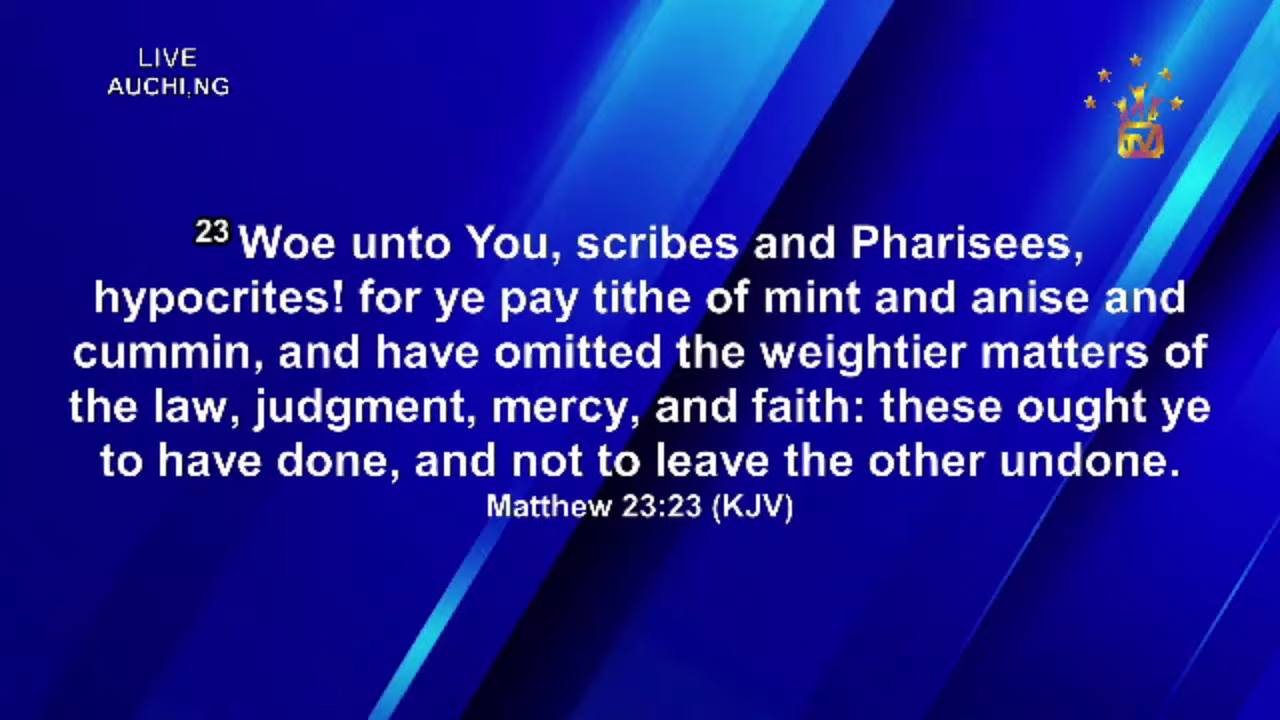 LIVE
AUCHI,NG
TV
23 Woe unto You, scribes and Pharisees,
hypocrites! for ye pay tithe of mint and anise and
cummin, and have omitted the weightier matters of
the law, judgment, mercy, and faith: these ought ye
to have done, and not to leave the other undone.
Matthew 23:23 (KJV)